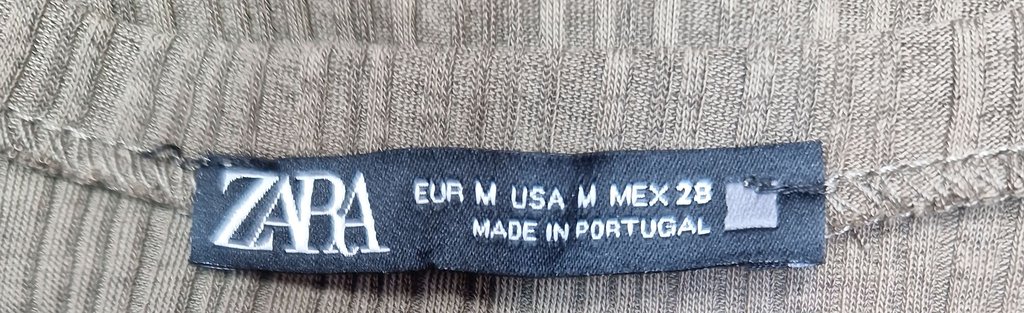 ZARA
EUR M USA M MEX 28
MADE IN PORTUGAL